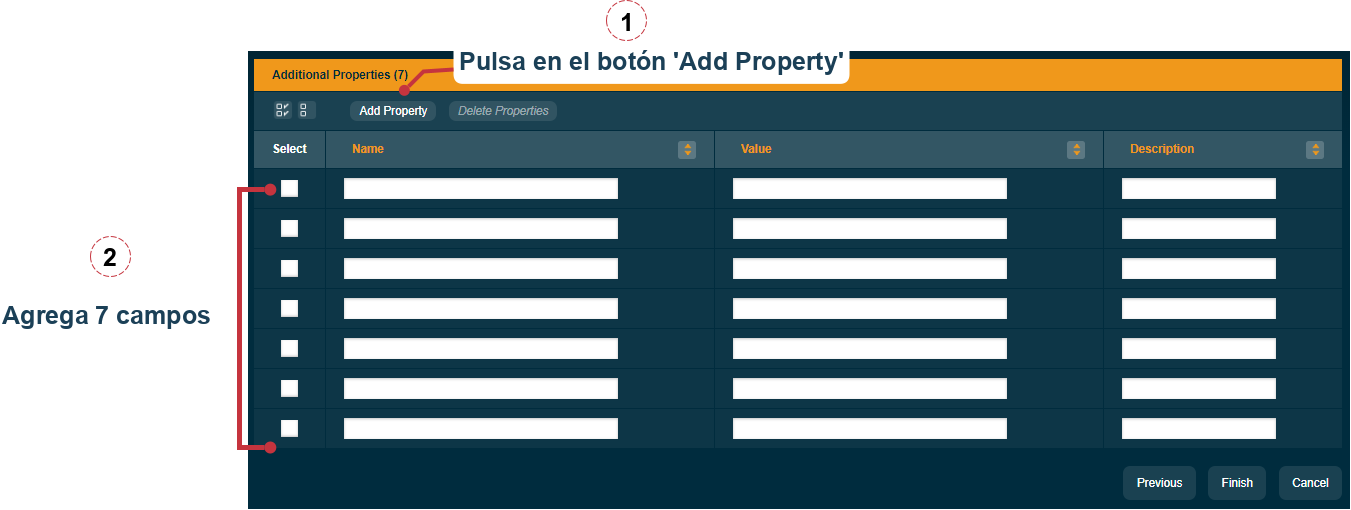 1
Pulsa en el botón 'Add Property'
Additional Properties (7)
Add Property Delete Properties
Select Name Value Description
2
Agrega 7 campos
Previous Finish Cancel